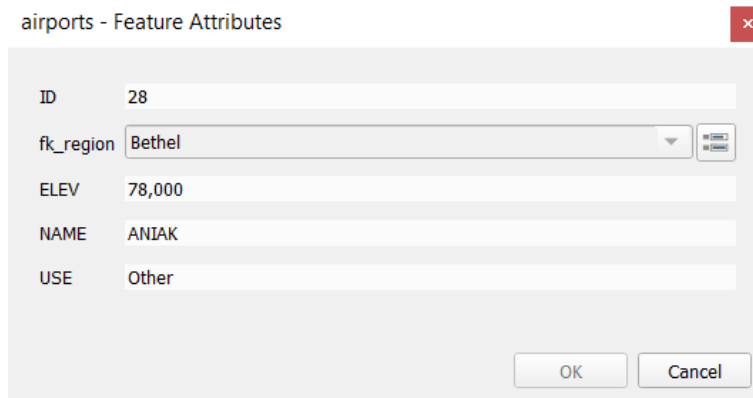 airports - Feature Attributes
ID 28
fk_region Bethel
ELEV 78,000
NAME ANIAK
USE Other
OK Cancel